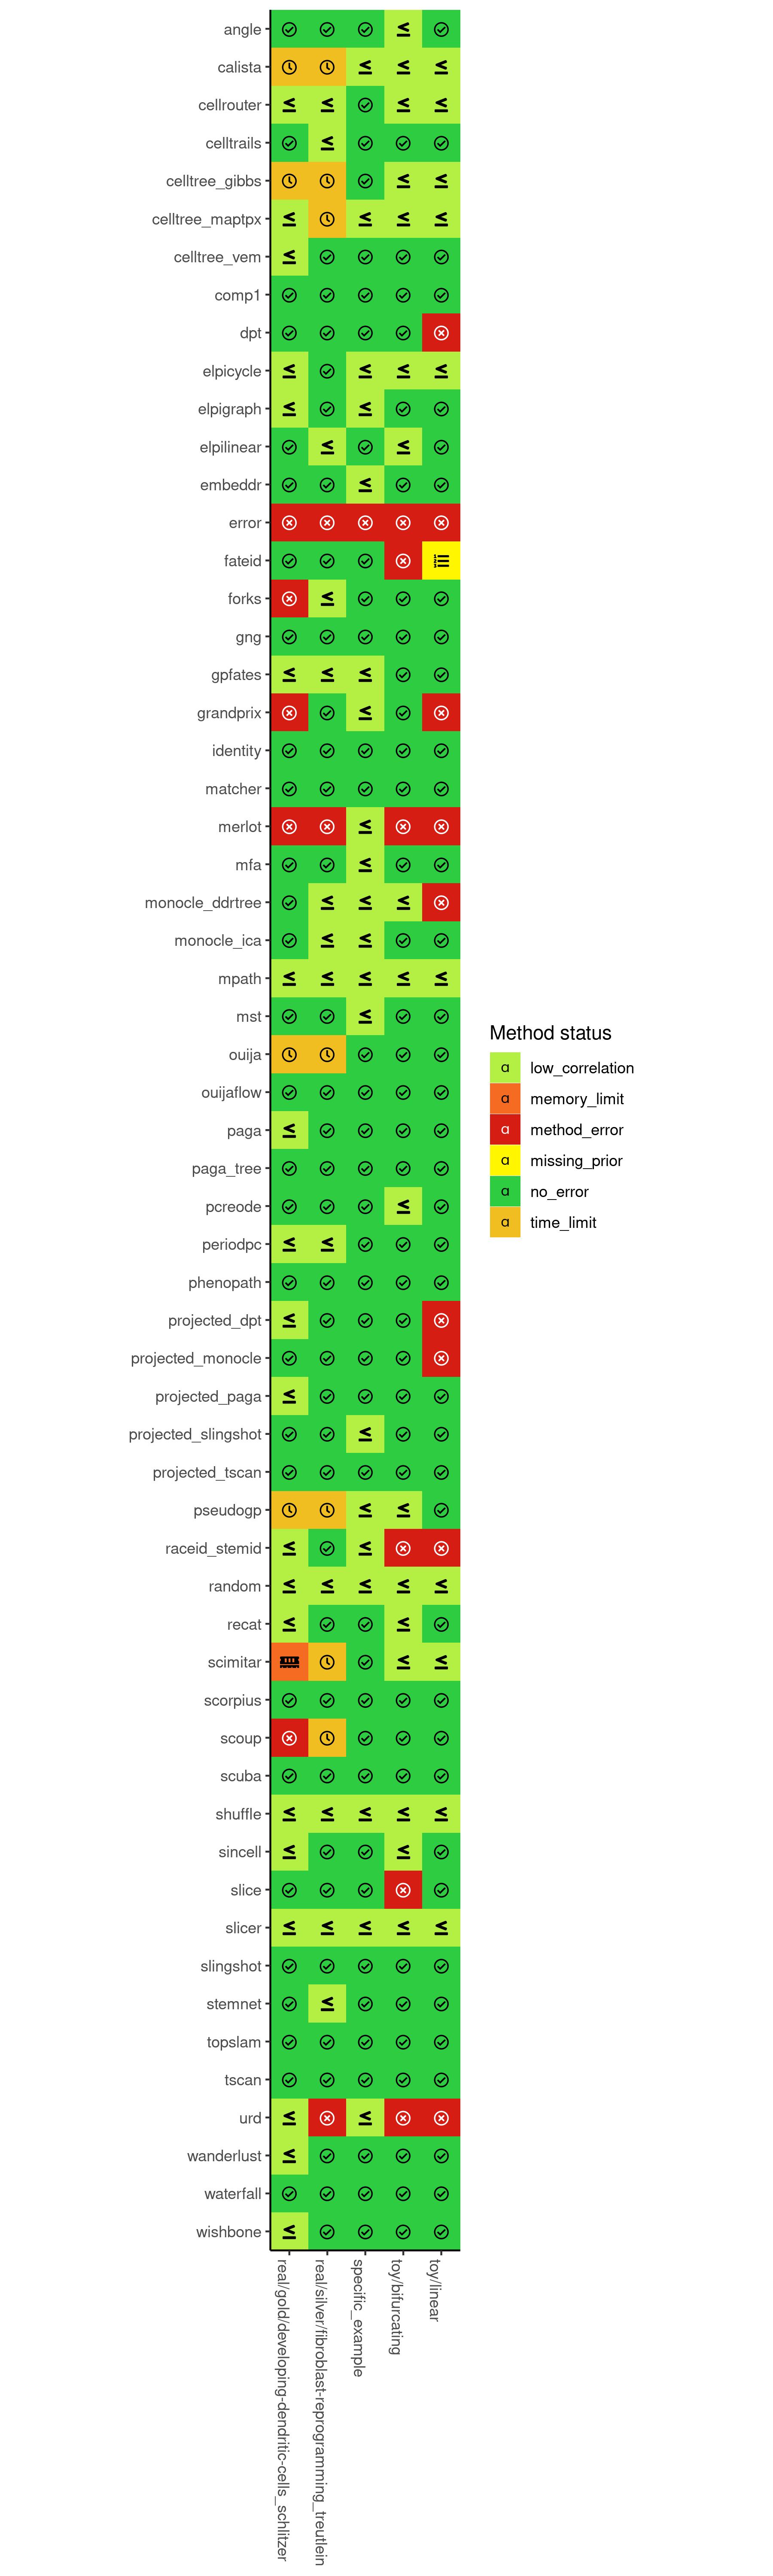 angle
calista
cellrouter
celltrails
celltree_gibbs
celltree_maptpx
celltree_vem
comp1
dpt
elpicycle
elpigraph
elpilinear
embeddr
error
fateid
forks
gng
gpfates
grandprix
identity
matcher
merlot
mfa
monocle_ddrtree
monocle_ica
mpath
mst
ouija
ouijaflow
paga
paga_tree
pcreode
periodpc
phenopath
projected_dpt
projected_monocle
projected_paga
projected_slingshot
projected_tscan
pseudogp
raceid_stemid
random
recat
scimitar
scorpius
scoup
scuba
shuffle
sincell
slice
slicer
slingshot
stemnet
topslam
tscan
urd
wanderlust
waterfall
wishbone
real/gold/developing-dendritic-cells_schlitzer
real/silver/fibroblast-reprogramming_treutlein
specific_example
toy/bifurcating
toy/linear
Method status
a low_correlation
a memory_limit
a method_error
a missing_prior
a no_error
a time_limit